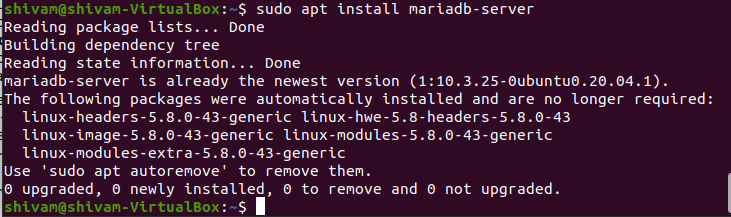 shivam@shivam-VirtualBox:~$ sudo apt install mariadb-server
Reading package lists... Done
Building dependency tree
Reading state information... Done
mariadb-server is already the newest version (1:10.3.25-0ubuntu0.20.04.1).
The following packages were automatically installed and are no longer required:
  linux-headers-5.8.0-43-generic linux-hwe-5.8-headers-5.8.0-43
  linux-image-5.8.0-43-generic linux-modules-5.8.0-43-generic
  linux-modules-extra-5.8.0-43-generic
Use 'sudo apt autoremove' to remove them.
0 upgraded, 0 newly installed, 0 to remove and 0 not upgraded.
shivam@shivam-VirtualBox:~$